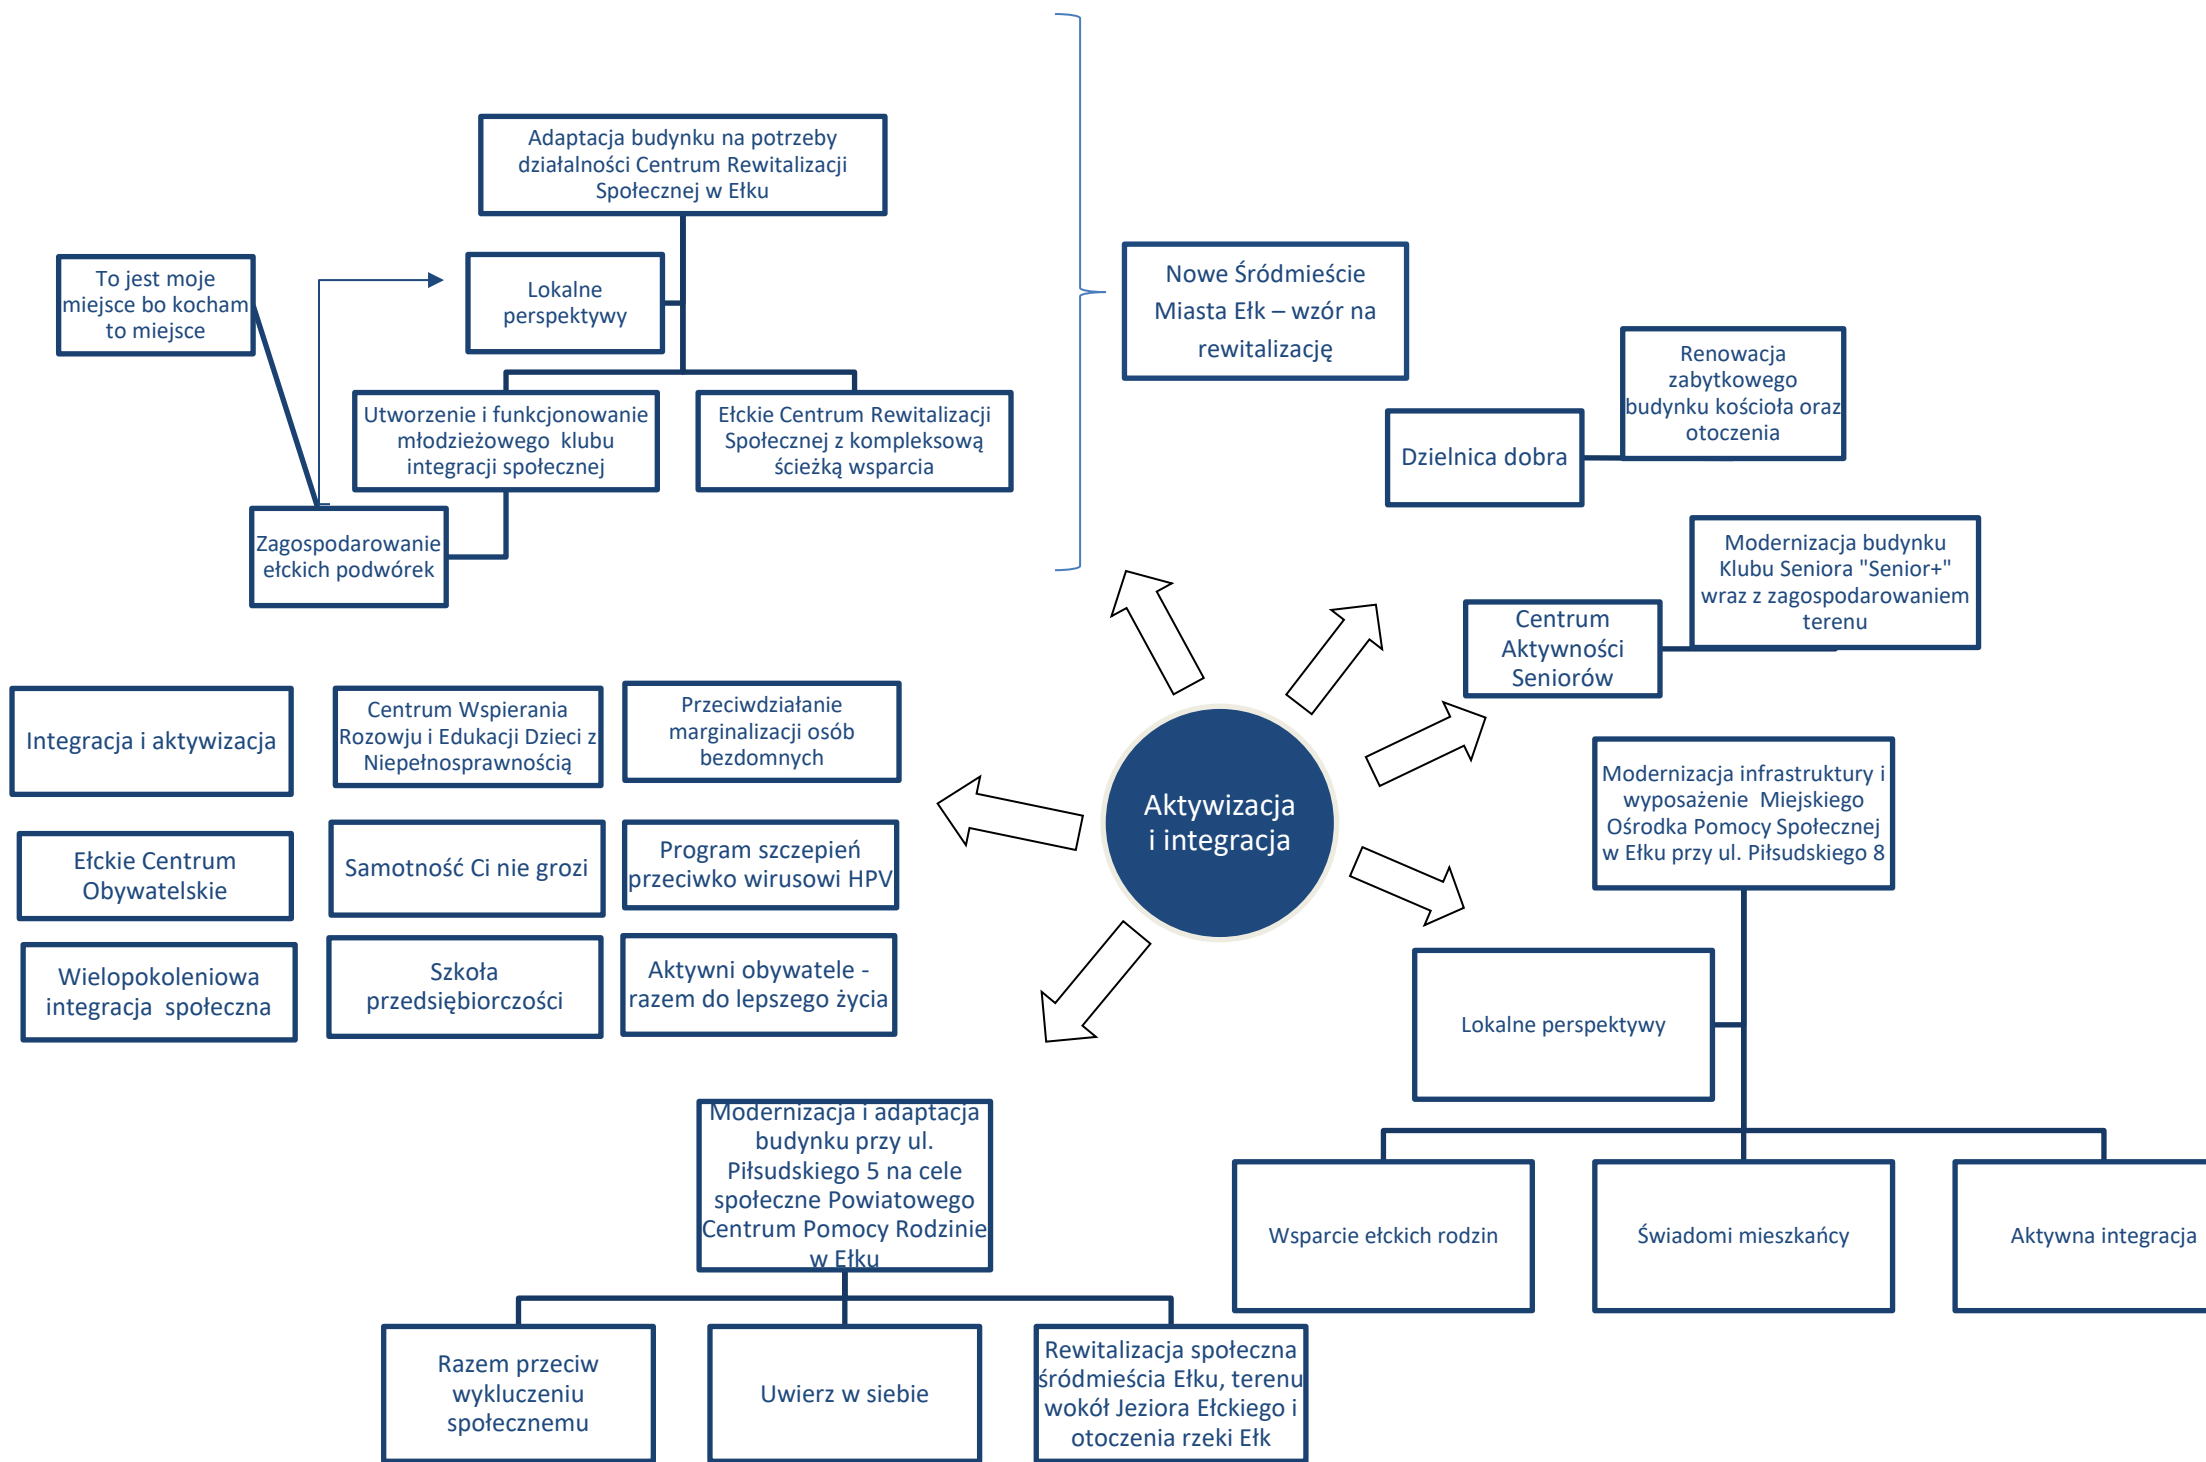 Adaptacja budynku na potrzeby
działalności Centrum Rewitalizacji
Społecznej w Ełku
To jest moje
miejsce bo kocham
to miejsce
Lokalne
perspektywy
Utworzenie i funkcjonowanie
młodzieżowego klubu
integracji społecznej
Ełckie Centrum Rewitalizacji
Społecznej z kompleksową
ścieżką wsparcia
Zagospodarowanie
ełckich podwórek
Nowe Śródmieście
Miasta Ełk – wzór na
rewitalizację
Dzielnica dobra
Renowacja
zabytkowego
budynku kościoła oraz
otoczenia
Centrum
Aktywności
Seniorów
Modernizacja budynku
Klubu Seniora "Senior+"
wraz z zagospodarowaniem
terenu
Integracja i aktywizacja
Centrum Wspierania
Rozowju i Edukacji Dzieci z
Niepełnosprawnością
Przeciwdziałanie
marginalizacji osób
bezdomnych
Ełckie Centrum
Obywatelskie
Samotność Ci nie grozi
Program szczepień
przeciwko wirusowi HPV
Wielopokoleniowa
integracja społeczna
Szkoła
przedsiębiorczości
Aktywni obywatele -
razem do lepszego życia
Aktywizacja
i integracja
Modernizacja infrastruktury i
wyposażenie Miejskiego
Ośrodka Pomocy Społecznej
w Ełku przy ul. Piłsudskiego 8
Lokalne perspektywy
Wsparcie ełckich rodzin
Świadomi mieszkańcy
Aktywna integracja
Modernizacja i adaptacja
budynku przy ul.
Piłsudskiego 5 na cele
społeczne Powiatowego
Centrum Pomocy Rodzinie
w Ełku
Razem przeciw
wykluczeniu
społecznemu
Uwierz w siebie
Rewitalizacja społeczna
śródmieścia Ełku, terenu
wokół Jeziora Ełckiego i
otoczenia rzeki Ełk